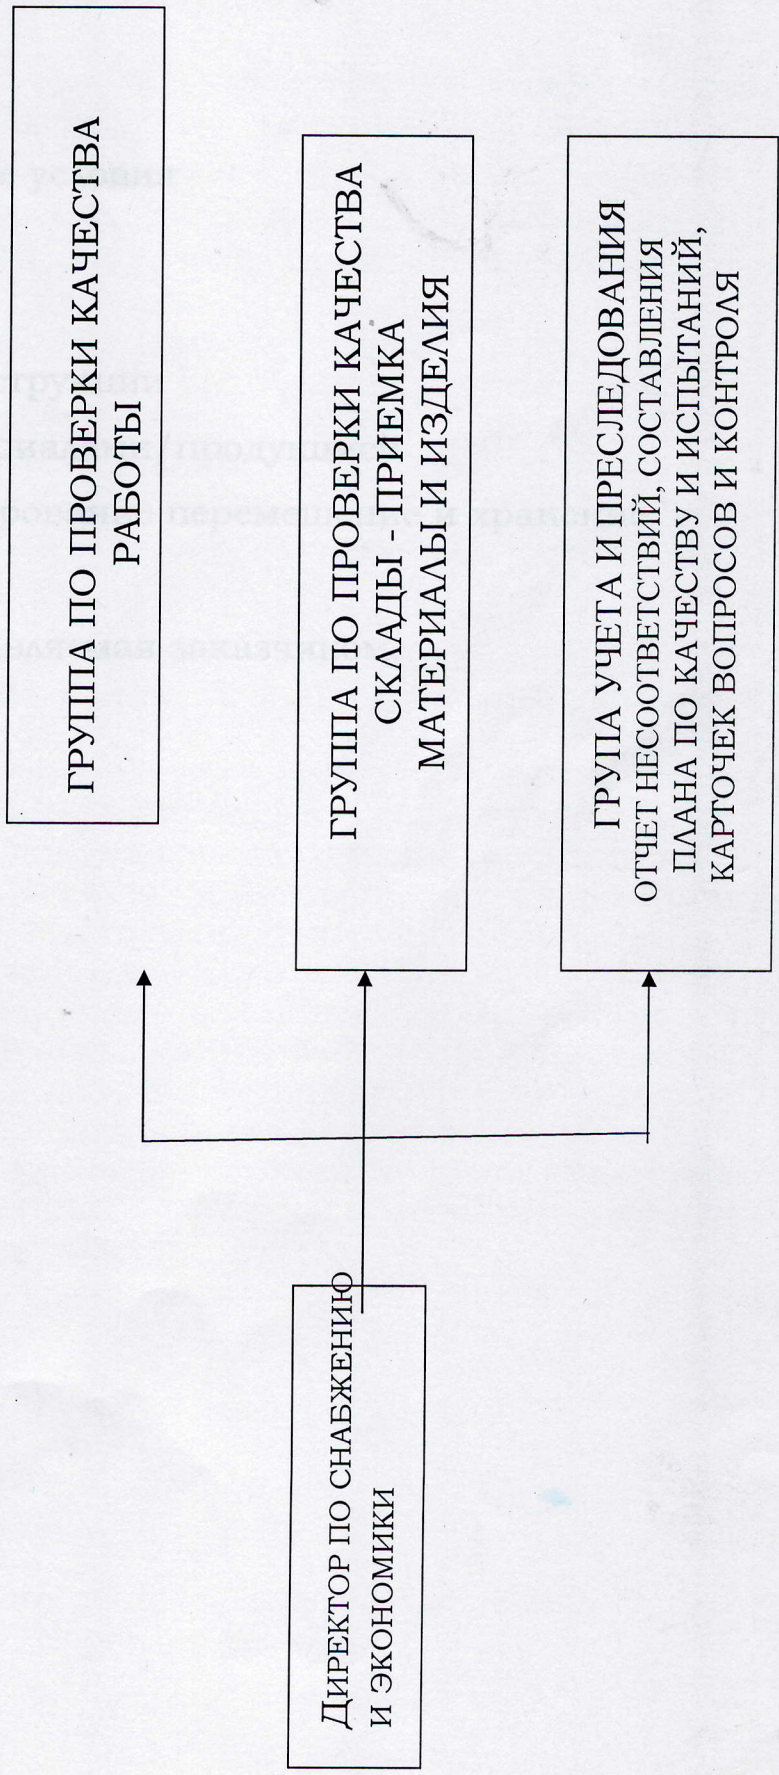 ГРУППА ПО ПРОВЕРКИ КАЧЕСТВА
РАБОТЫ
ГРУППА ПО ПРОВЕКИ КАЧЕСТВА
СКЛАДЫ - ПРИЕМКА
МАТЕРИАЛЫ И ИЗДЕЛИЯ
ГРУПА УЧЕТА И ПРЕСЛЕДОВАНИЯ
ОТЧЕТ НЕСООТВЕТСТВИЙ, СОСТАВЛЕНИЯ
ПЛАНА ПО КАЧЕСТВУ И ИСПЫТАНИЙ,
КАРТОЧЕК ВОПРОСОВ И КОНТРОЛЯ
ДИРЕКТОР ПО СНАБЖЕНИЮ
И ЭКОНОМИКИ